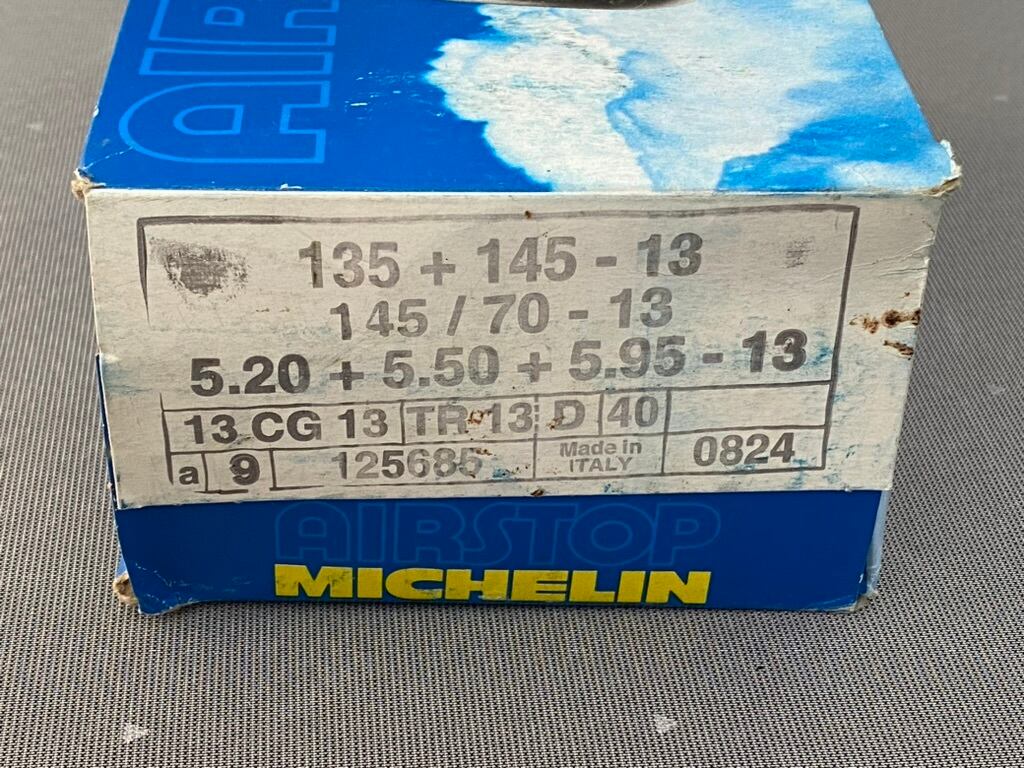 AIR
135 + 145 - 13
145 / 70 - 13
5.20 + 5.50 + 5.95 - 13
13 CG 13 TR 13 D 40
a 9 125685 Made in ITALY 0824
AIRSTOP
MICHELIN